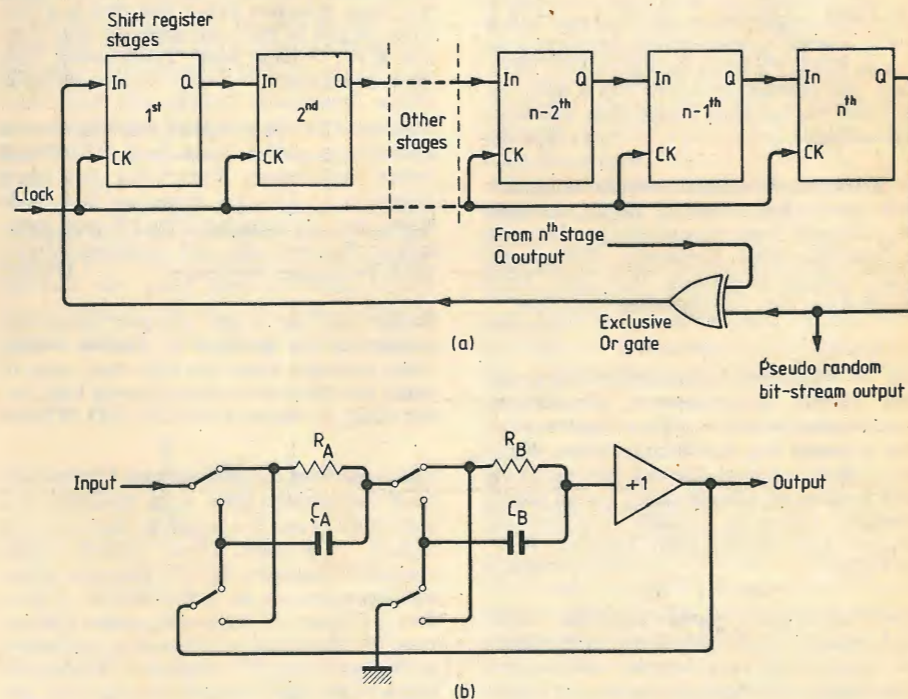 Shift register
stages
In Q
1st
CK
In Q
2nd
CK
Other
stages
In Q
n-2th
CK
In Q
n-1th
CK
In Q
nth
CK
Clock
From nth stage
Q output
Exclusive
Or gate
(a)
Pseudo random
bit-stream output
Input
RA
CA
RB
CB
+1
Output
(b)